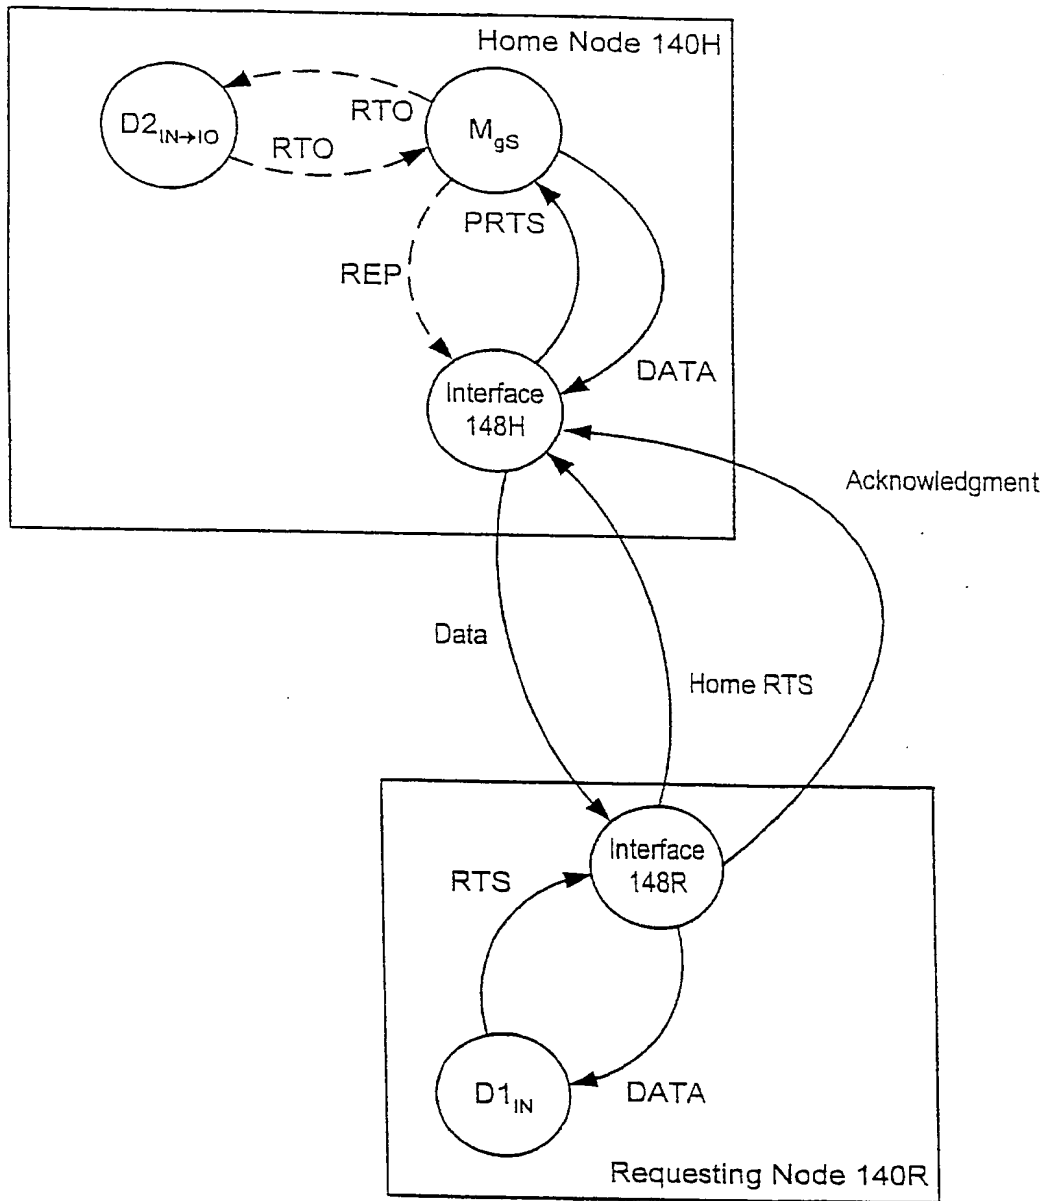 Home Node 140H
D2IN→IO
RTO
RTO
MgS
PRTS
REP
DATA
Interface
148H
Acknowledgment
Data
Home RTS
Interface
148R
RTS
D1IN
DATA
Requesting Node 140R